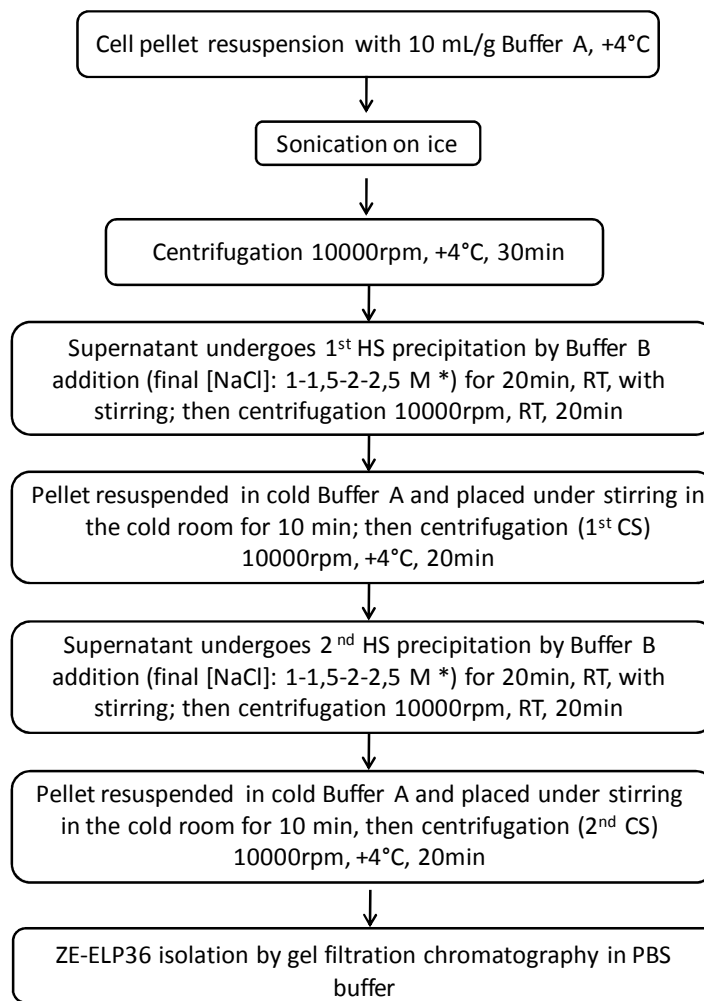 Cell pellet resuspension with 10 mL/g Buffer A, +4°C
Sonication on ice
Centrifugation 10000rpm, +4°C, 30min
Supernatant undergoes 1st HS precipitation by Buffer B
addition (final [NaCl]: 1-1,5-2-2,5 M *) for 20min, RT, with
stirring; then centrifugation 10000rpm, RT, 20min
Pellet resuspended in cold Buffer A and placed under stirring in
the cold room for 10 min; then centrifugation (1st CS)
10000rpm, +4°C, 20min
Supernatant undergoes 2nd HS precipitation by Buffer B
addition (final [NaCl]: 1-1,5-2-2,5 M *) for 20min, RT, with
stirring; then centrifugation 10000rpm, RT, 20min
Pellet resuspended in cold Buffer A and placed under stirring
in the cold room for 10 min, then centrifugation (2nd CS)
10000rpm, +4°C, 20min
ZE-ELP36 isolation by gel filtration chromatography in PBS
buffer